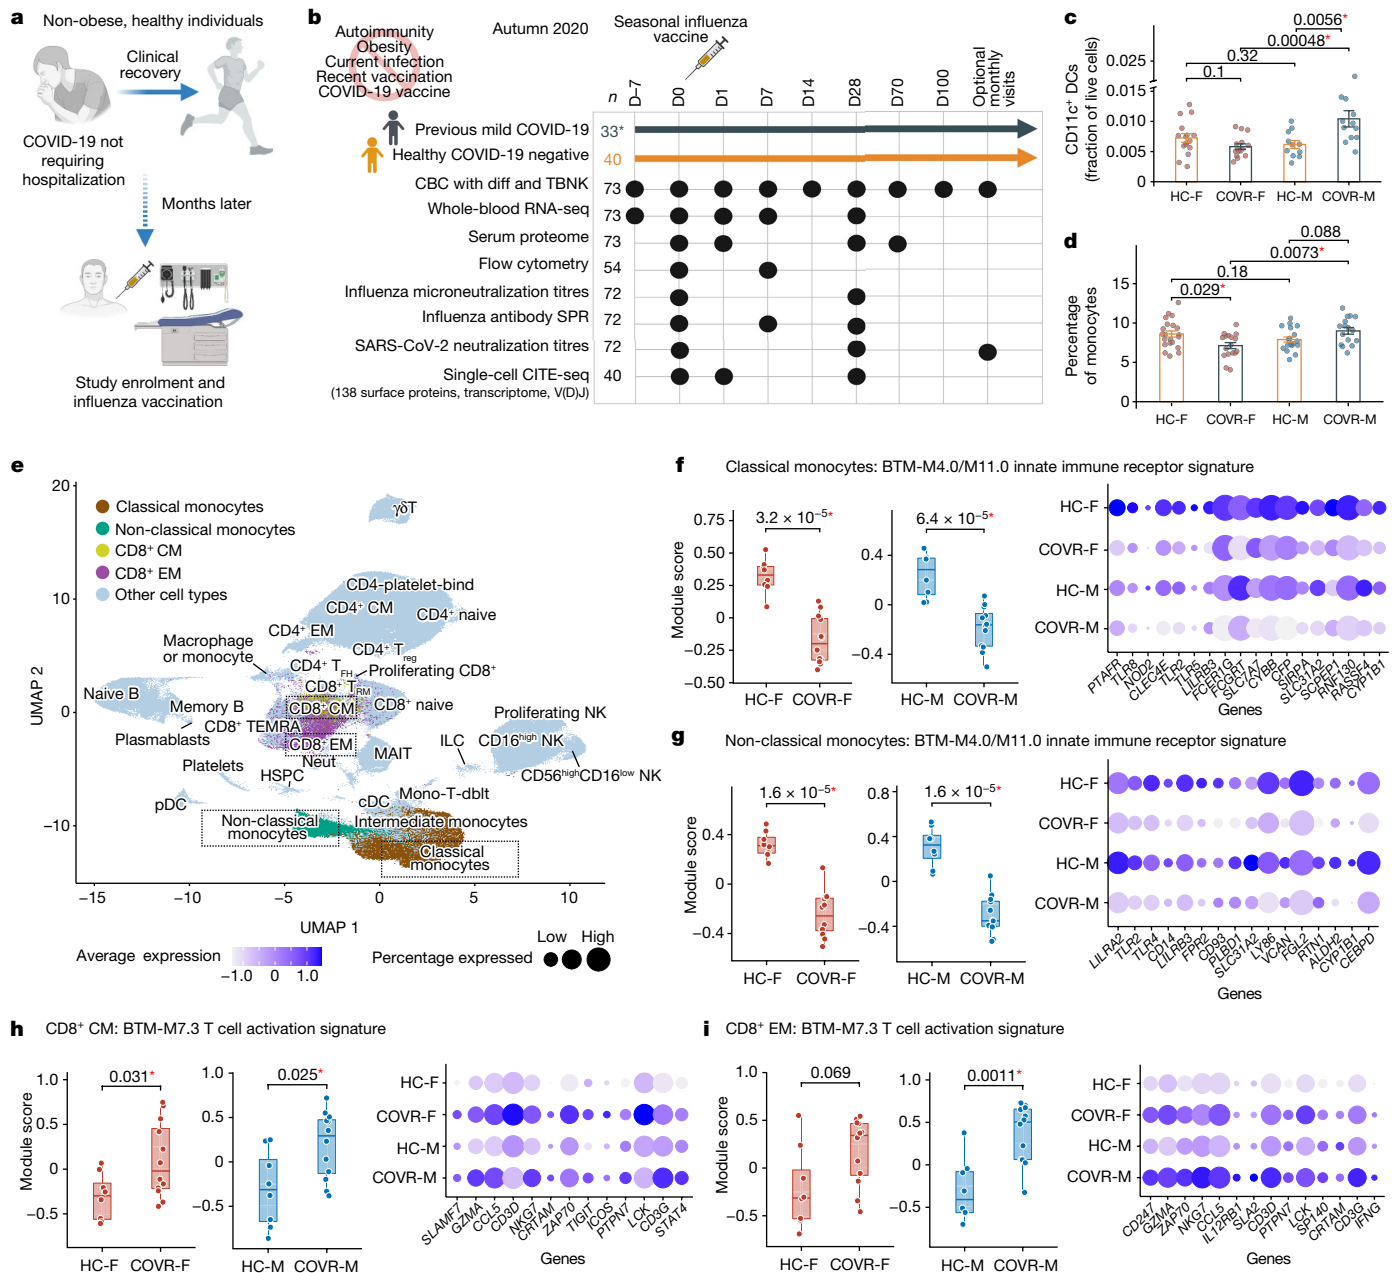 a
Non-obese, healthy individuals
Clinical
recovery
COVID-19 not
requiring
hospitalization
Months later
Study enrolment and
influenza vaccination
b
Autoimmunity
Obesity
Current infection
Recent vaccination
COVID-19 vaccine
Autumn 2020
Seasonal influenza
vaccine
n
D–7
D0
D1
D7
D14
D28
D70
D100
Optional
monthly
visits
Previous mild COVID-19 33*
Healthy COVID-19 negative 40
CBC with diff and TBNK 73
Whole-blood RNA-seq 73
Serum proteome 73
Flow cytometry 54
Influenza microneutralization titres 72
Influenza antibody SPR 72
SARS-CoV-2 neutralization titres 72
Single-cell CITE-seq 40
(138 surface proteins, transcriptome, V(D)J)
c
CD11c⁺ DCs
(fraction of live cells)
0.025
0.015
0.010
0.005
0
0.0056*
0.00048*
0.32
0.1
HC-F COVR-F HC-M COVR-M
d
Percentage
of monocytes
15
10
5
0
0.088
0.0073*
0.18
0.029*
HC-F COVR-F HC-M COVR-M
e
UMAP 2
20
10
0
−10
Classical monocytes
Non-classical monocytes
CD8⁺ CM
CD8⁺ EM
Other cell types
γδT
CD4-platelet-bind
CD4⁺ CM
CD4⁺ naive
CD4⁺ EM
Macrophage
or monocyte
CD4⁺ Treg
CD4⁺ TFH
Proliferating CD8⁺
CD8⁺ TRM
Naive B
Memory B
CD8⁺ CM
CD8⁺ naive
CD8⁺ TEMRA
Plasmablasts
CD8⁺ EM
Neut
MAIT
Proliferating NK
ILC
CD16high NK
CD56highCD16low NK
Platelets
HSPC
pDC
cDC
Mono-T-dblt
Non-classical
monocytes
Intermediate monocytes
Classical
monocytes
−15 −10 −5 0 5 10
UMAP 1
Average expression
−1.0 0 1.0
Percentage expressed
Low High
f
Classical monocytes: BTM-M4.0/M11.0 innate immune receptor signature
Module score
0.75
0.50
0.25
0
−0.25
−0.50
3.2 × 10⁻⁵*
HC-F COVR-F
0.4
0
−0.4
6.4 × 10⁻⁵*
HC-M COVR-M
HC-F
COVR-F
HC-M
COVR-M
PTAFR TLR8 NOD2 CLEC4E TLR2 TLR5 LILRB3 FCER1G FCGRT SLC7A7 CYBB CFP SIRPA SLC31A2 SCPEP1 RNF130 RASSF4 CYP1B1
Genes
g
Non-classical monocytes: BTM-M4.0/M11.0 innate immune receptor signature
Module score
0.4
0
−0.4
1.6 × 10⁻⁵*
HC-F COVR-F
0.8
0.4
0
−0.4
1.6 × 10⁻⁵*
HC-M COVR-M
HC-F
COVR-F
HC-M
COVR-M
LILRA2 TLR2 TLR4 CD14 LILRB3 FPR2 CD93 PLBD1 SLC31A2 LY86 VCAN FGL2 RTN1 ALDH2 CYP1B1 CEBPD
Genes
h
CD8⁺ CM: BTM-M7.3 T cell activation signature
Module score
1.0
0.5
0
−0.5
0.031*
HC-F COVR-F
1.0
0.5
0
−0.5
0.025*
HC-M COVR-M
HC-F
COVR-F
HC-M
COVR-M
SLAMF7 GZMA CCL5 CD3D NKG7 CRTAM ZAP70 TIGIT ICOS PTPN7 LCK CD3G STAT4
Genes
i
CD8⁺ EM: BTM-M7.3 T cell activation signature
Module score
1.0
0.5
0
−0.5
0.069
HC-F COVR-F
1.0
0.5
0
−0.5
0.0011*
HC-M COVR-M
HC-F
COVR-F
HC-M
COVR-M
CD247 GZMA ZAP70 NKG7 CCL5 IL12RB1 SLA2 CD3D PTPN7 LCK SPT40 CRTAM CD3G IFNG
Genes